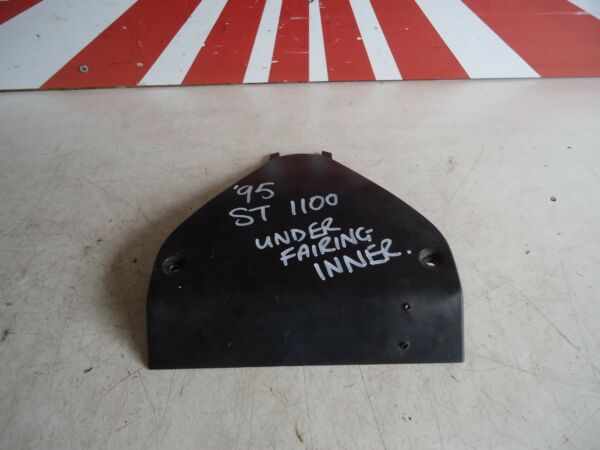 '95
ST 1100
UNDER
FAIRING
INNER.